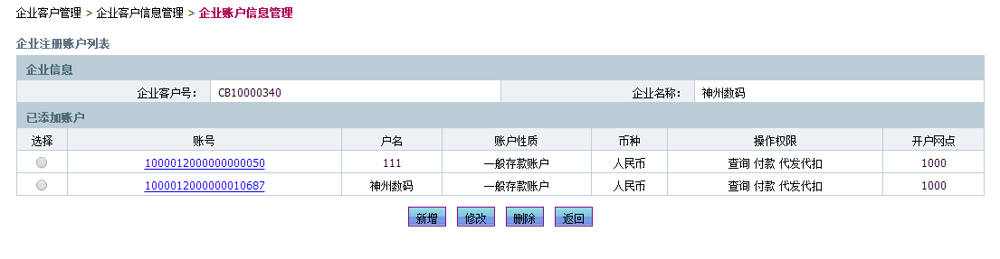 企业客户管理 > 企业客户信息管理 > 企业账户信息管理
企业注册账户列表
企业信息
企业客户号： CB10000340 企业名称： 神州数码
已添加账户
选择 账号 户名 账户性质 币种 操作权限 开户网点
1000012000000000050 111 一般存款账户 人民币 查询 付款 代发代扣 1000
1000012000000010687 神州数码 一般存款账户 人民币 查询 付款 代发代扣 1000
新增 修改 删除 返回